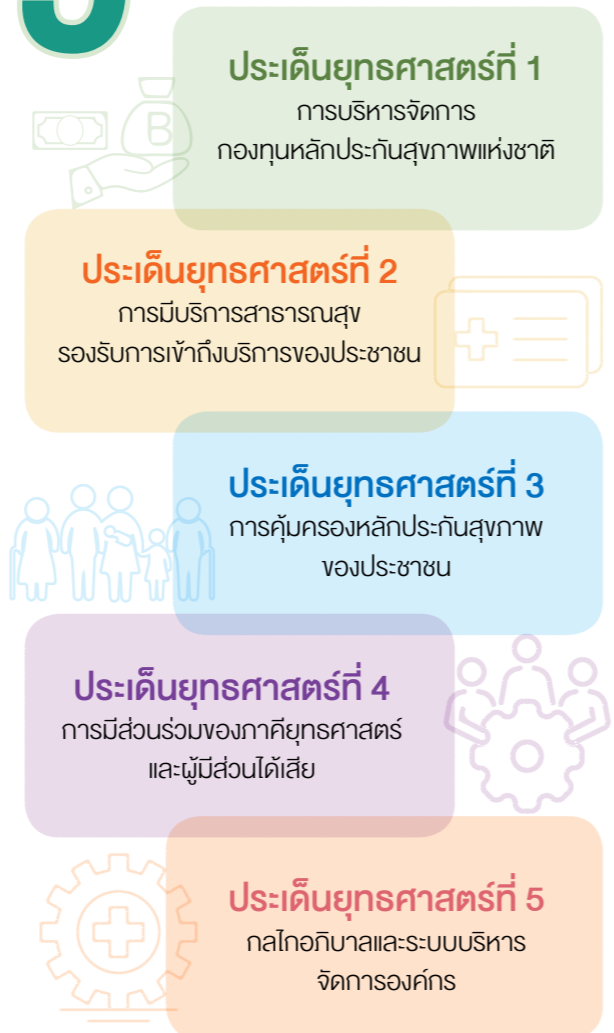 ประเด็นยุทธศาสตร์ที่ 1
การบริหารจัดการ
กองทุนหลักประกันสุขภาพแห่งชาติ
B
ประเด็นยุทธศาสตร์ที่ 2
การมีบริการสาธารณสุข
รองรับการเข้าถึงบริการของประชาชน
ประเด็นยุทธศาสตร์ที่ 3
การคุ้มครองหลักประกันสุขภาพ
ของประชาชน
ประเด็นยุทธศาสตร์ที่ 4
การมีส่วนร่วมของภาคียุทธศาสตร์
และผู้มีส่วนได้เสีย
ประเด็นยุทธศาสตร์ที่ 5
กลไกอภิบาลและระบบบริหาร
จัดการองค์กร